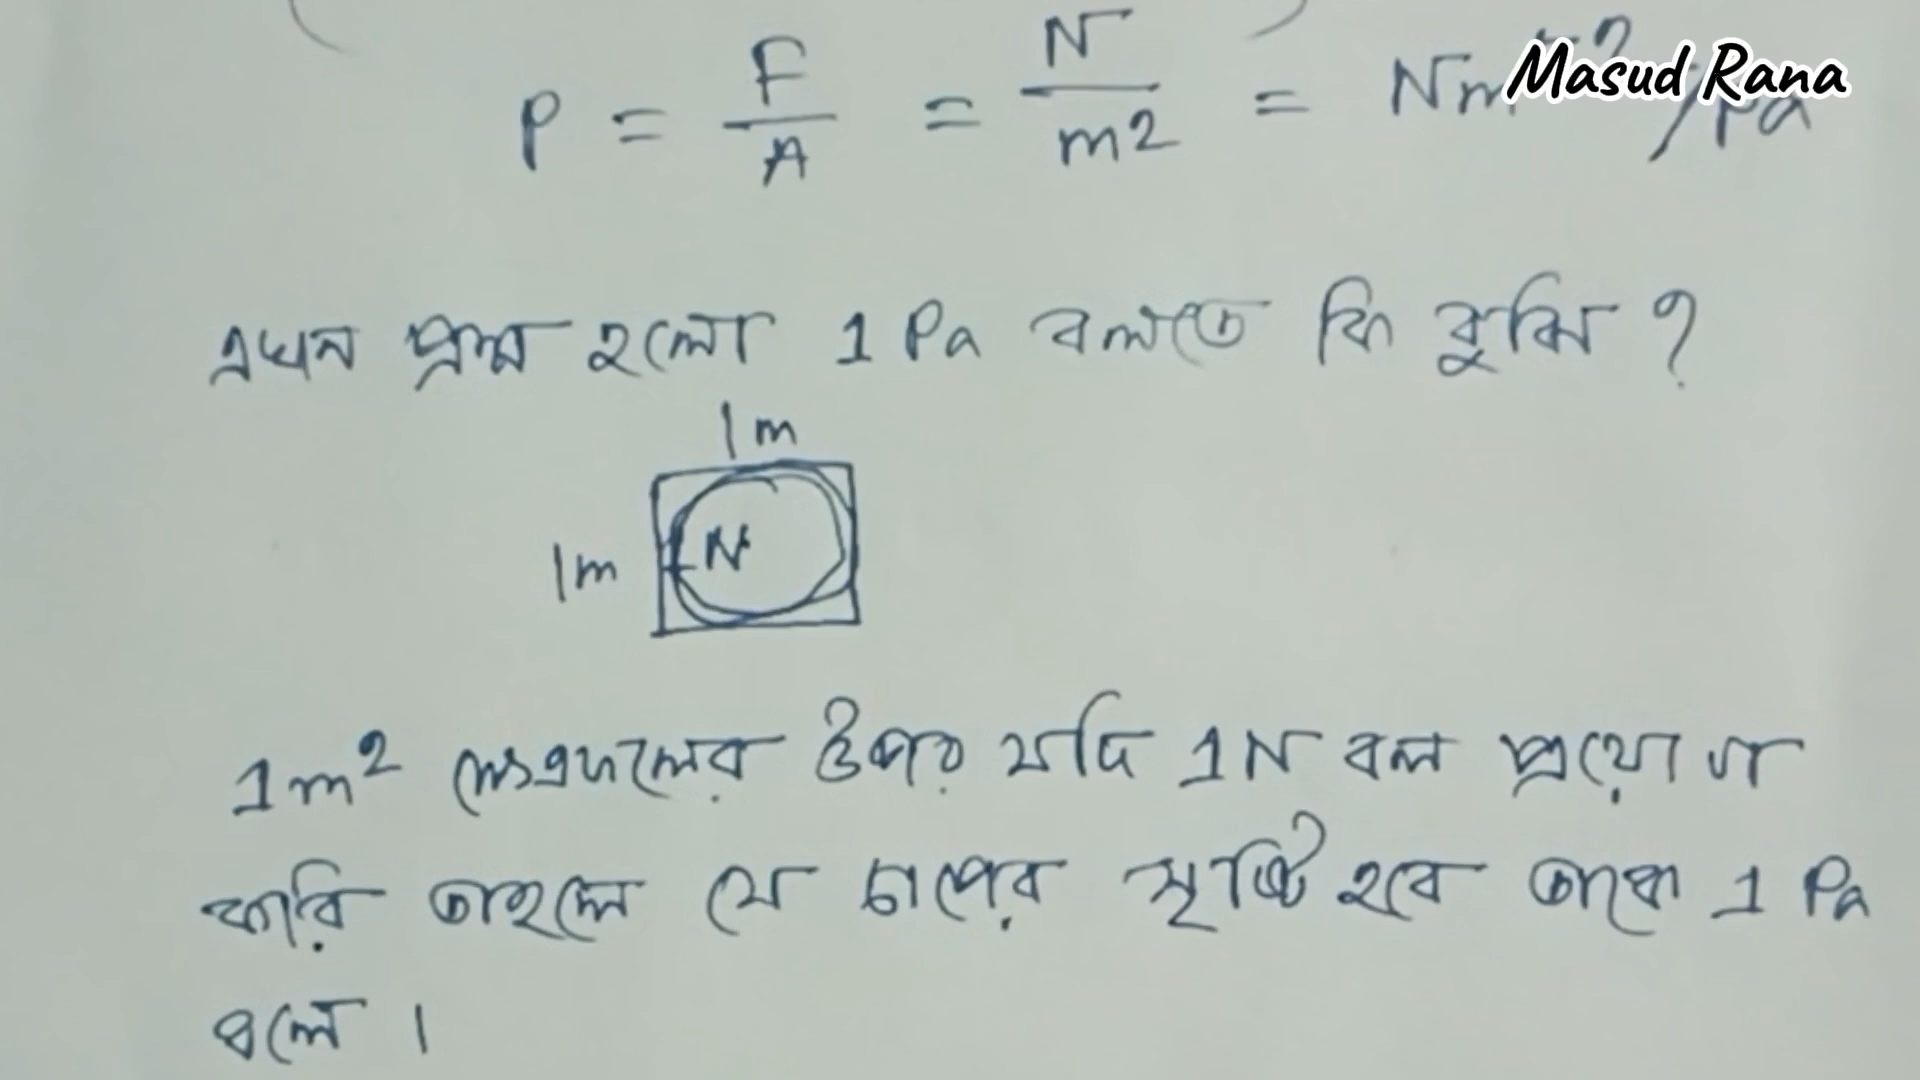 P = F/A = N/m² = Nm⁻²/Pa
Masud Rana
এখন প্রশ্ন হলো 1 Pa বলতে কি বুঝি ?
1m
1m
1N
1m² ক্ষেত্রফলের উপর যদি 1N বল প্রয়োগ
করি তাহলে যে চাপের সৃষ্টি হবে তাকে 1 Pa
বলে ।